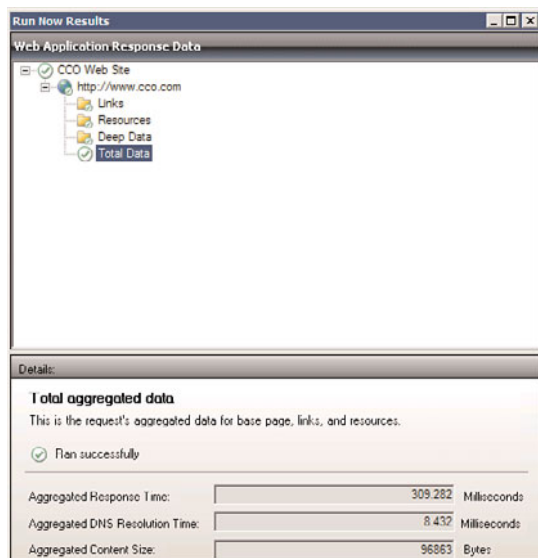 Run Now Results
Web Application Response Data
CCO Web Site
http://www.cco.com
Links
Resources
Deep Data
Total Data
Details:
Total aggregated data
This is the request's aggregated data for base page, links, and resources.
Ran successfully
Aggregated Response Time: 309.282 Milliseconds
Aggregated DNS Resolution Time: 8.432 Milliseconds
Aggregated Content Size: 96863 Bytes